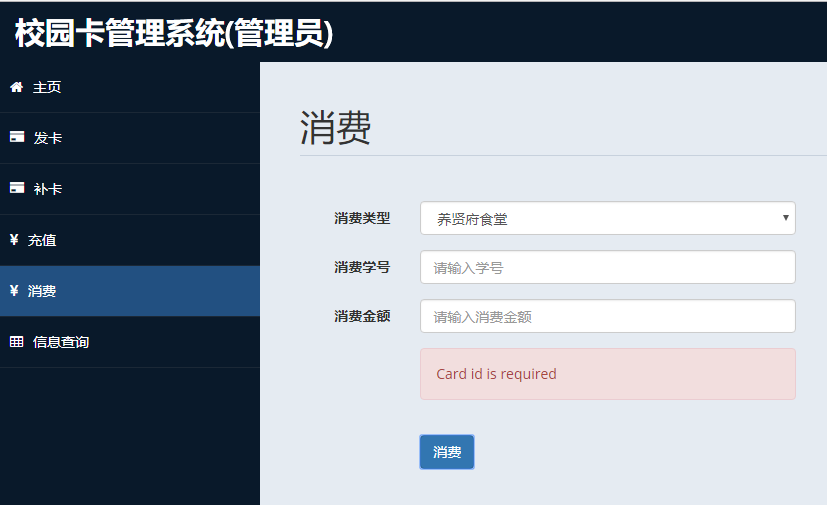 校园卡管理系统(管理员)
主页
发卡
补卡
¥ 充值
¥ 消费
信息查询
消费
消费类型
养贤府食堂
消费学号
请输入学号
消费金额
请输入消费金额
Card id is required
消费